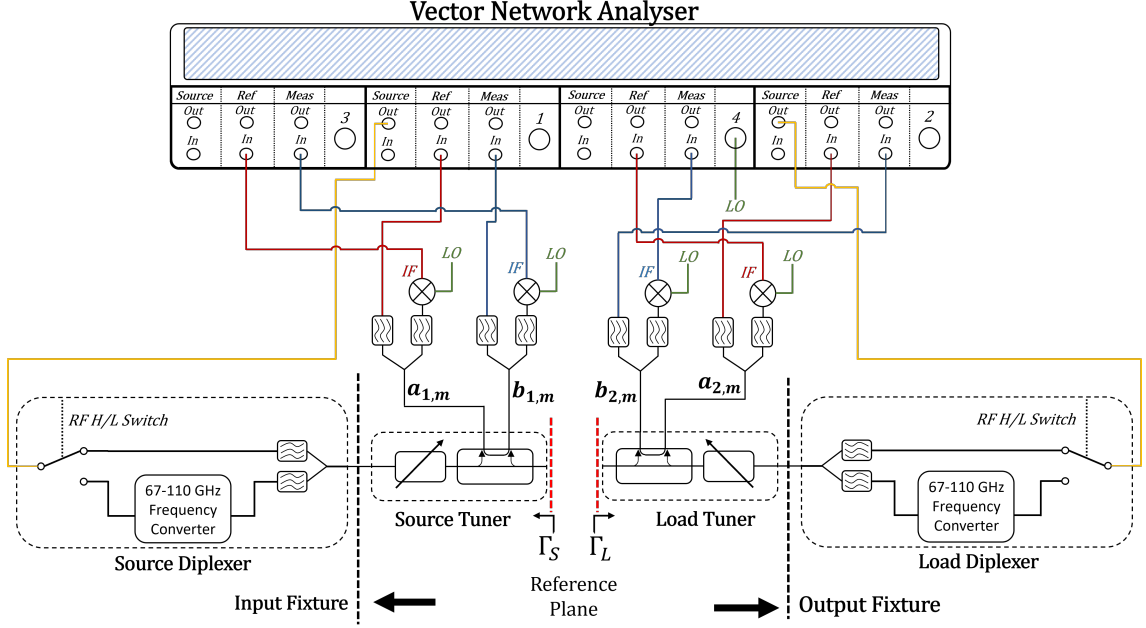 Vector Network Analyser
Source Ref Meas Source Ref Meas Source Ref Meas Source Ref Meas
Out Out Out 3 Out Out Out 1 Out Out Out 4 Out Out Out 2
In In In In In In In In In In In In
LO
IF LO IF LO IF LO IF LO
a1,m b1,m b2,m a2,m
RF H/L Switch RF H/L Switch
67-110 GHz
Frequency
Converter
67-110 GHz
Frequency
Converter
Source Tuner Load Tuner
ΓS ΓL
Source Diplexer Load Diplexer
Reference
Plane
Input Fixture Output Fixture